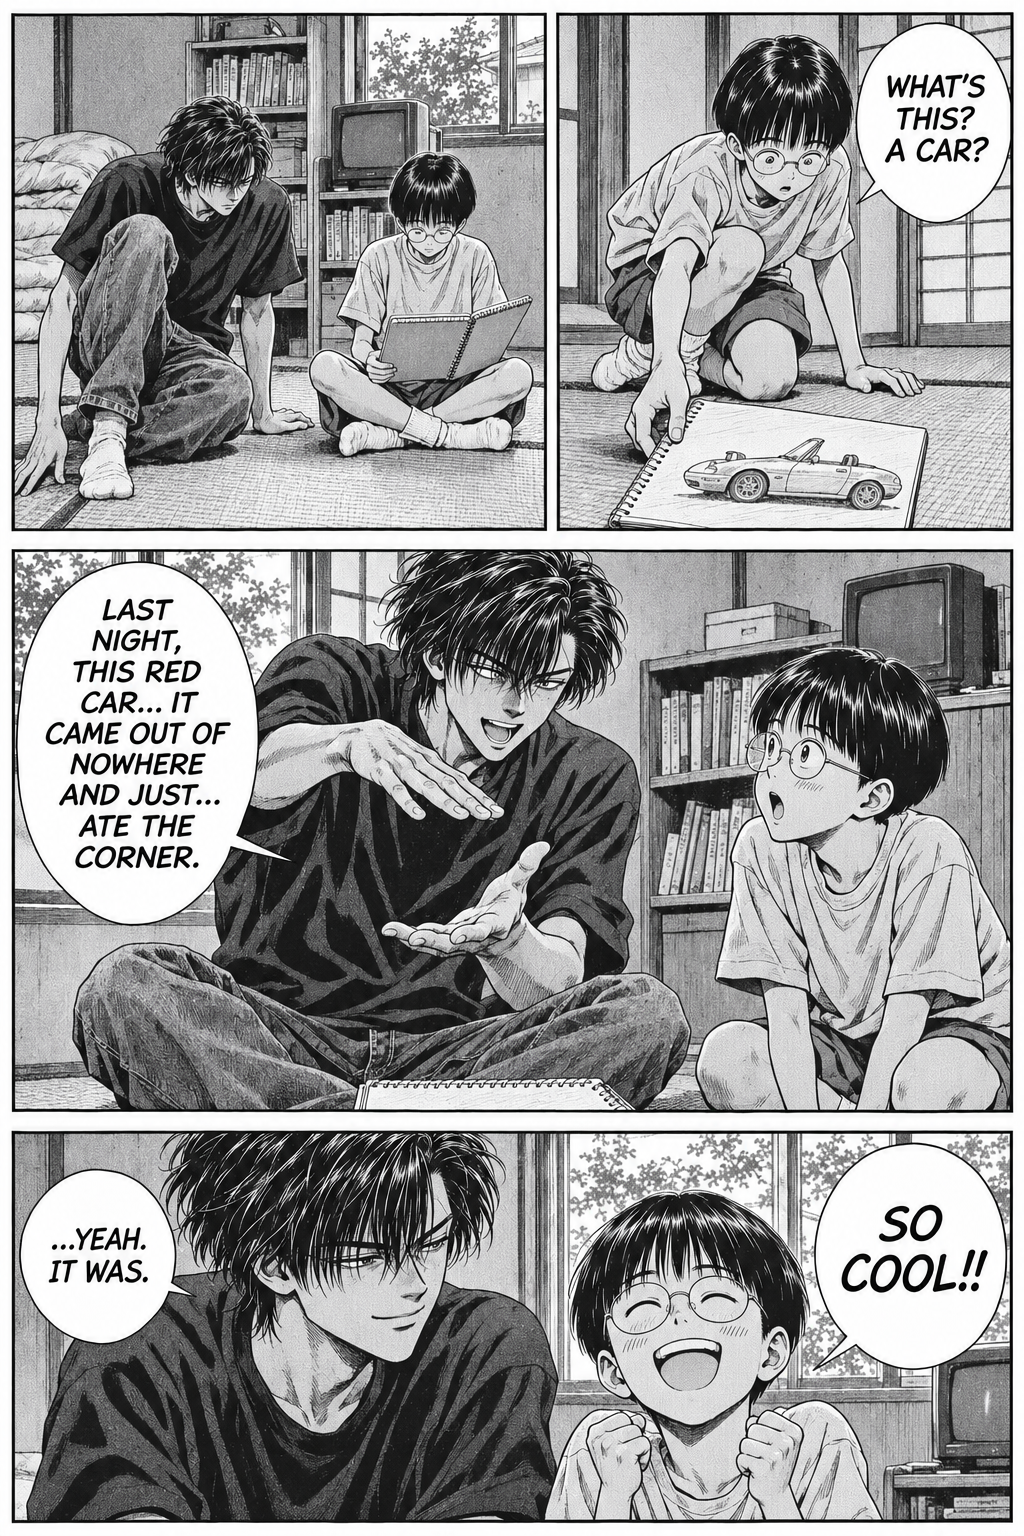 WHAT'S
THIS?
A CAR?
LAST
NIGHT,
THIS RED
CAR... IT
CAME OUT OF
NOWHERE
AND JUST...
ATE THE
CORNER.
...YEAH.
IT WAS.
SO
COOL!!